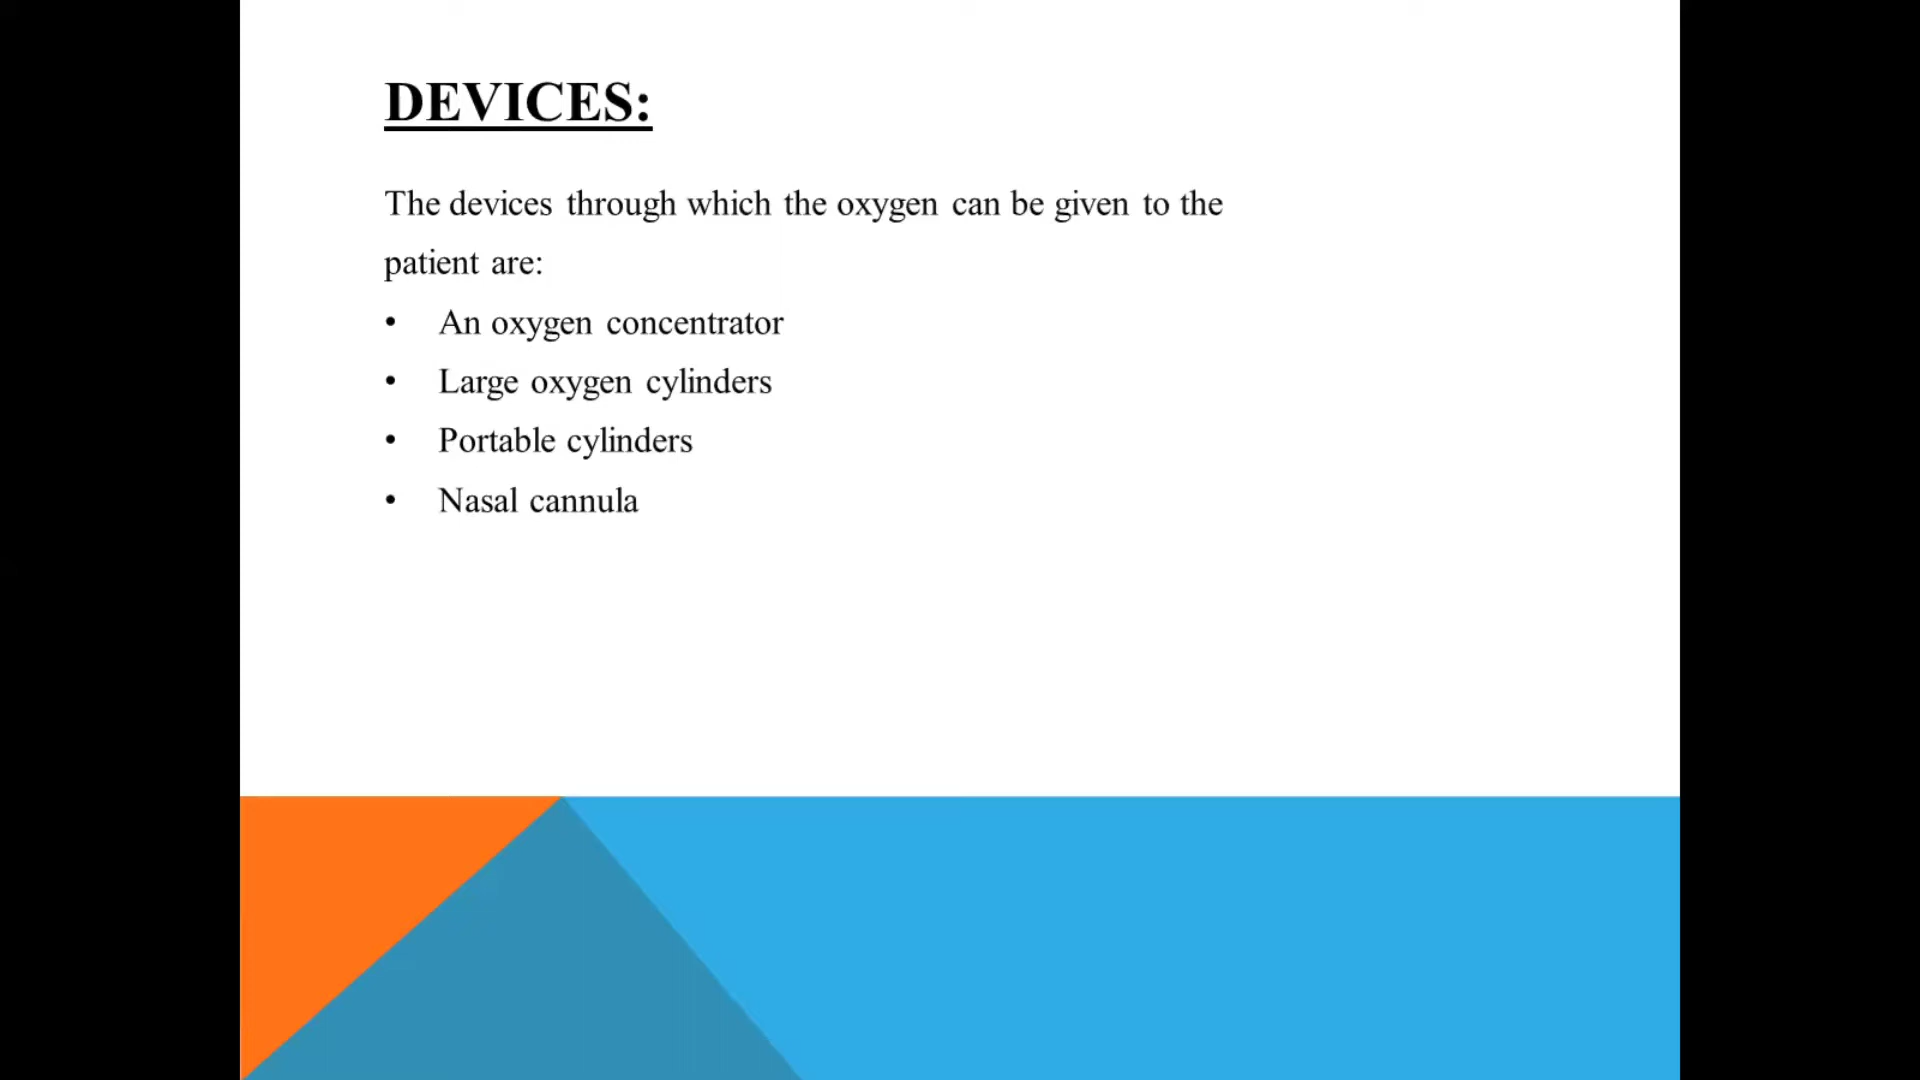 DEVICES:
The devices through which the oxygen can be given to the
patient are:
• An oxygen concentrator
• Large oxygen cylinders
• Portable cylinders
• Nasal cannula